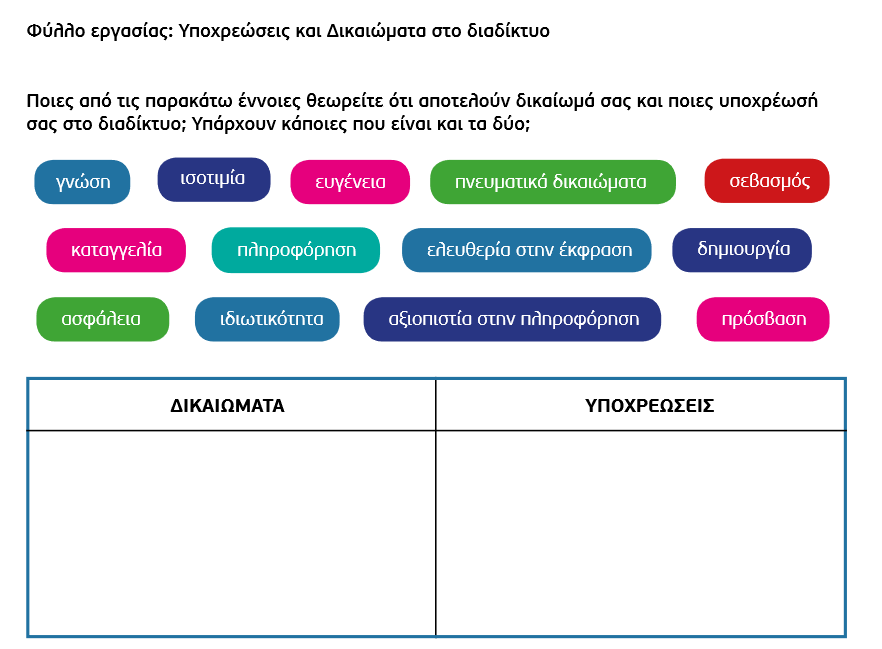 Φύλλο εργασίας: Υποχρεώσεις και Δικαιώματα στο διαδίκτυο
Ποιες από τις παρακάτω έννοιες θεωρείτε ότι αποτελούν δικαίωμά σας και ποιες υποχρέωσή
σας στο διαδίκτυο; Υπάρχουν κάποιες που είναι και τα δύο;
γνώση ισοτιμία ευγένεια πνευματικά δικαιώματα σεβασμός
καταγγελία πληροφόρηση ελευθερία στην έκφραση δημιουργία
ασφάλεια ιδιωτικότητα αξιοπιστία στην πληροφόρηση πρόσβαση
ΔΙΚΑΙΩΜΑΤΑ ΥΠΟΧΡΕΩΣΕΙΣ